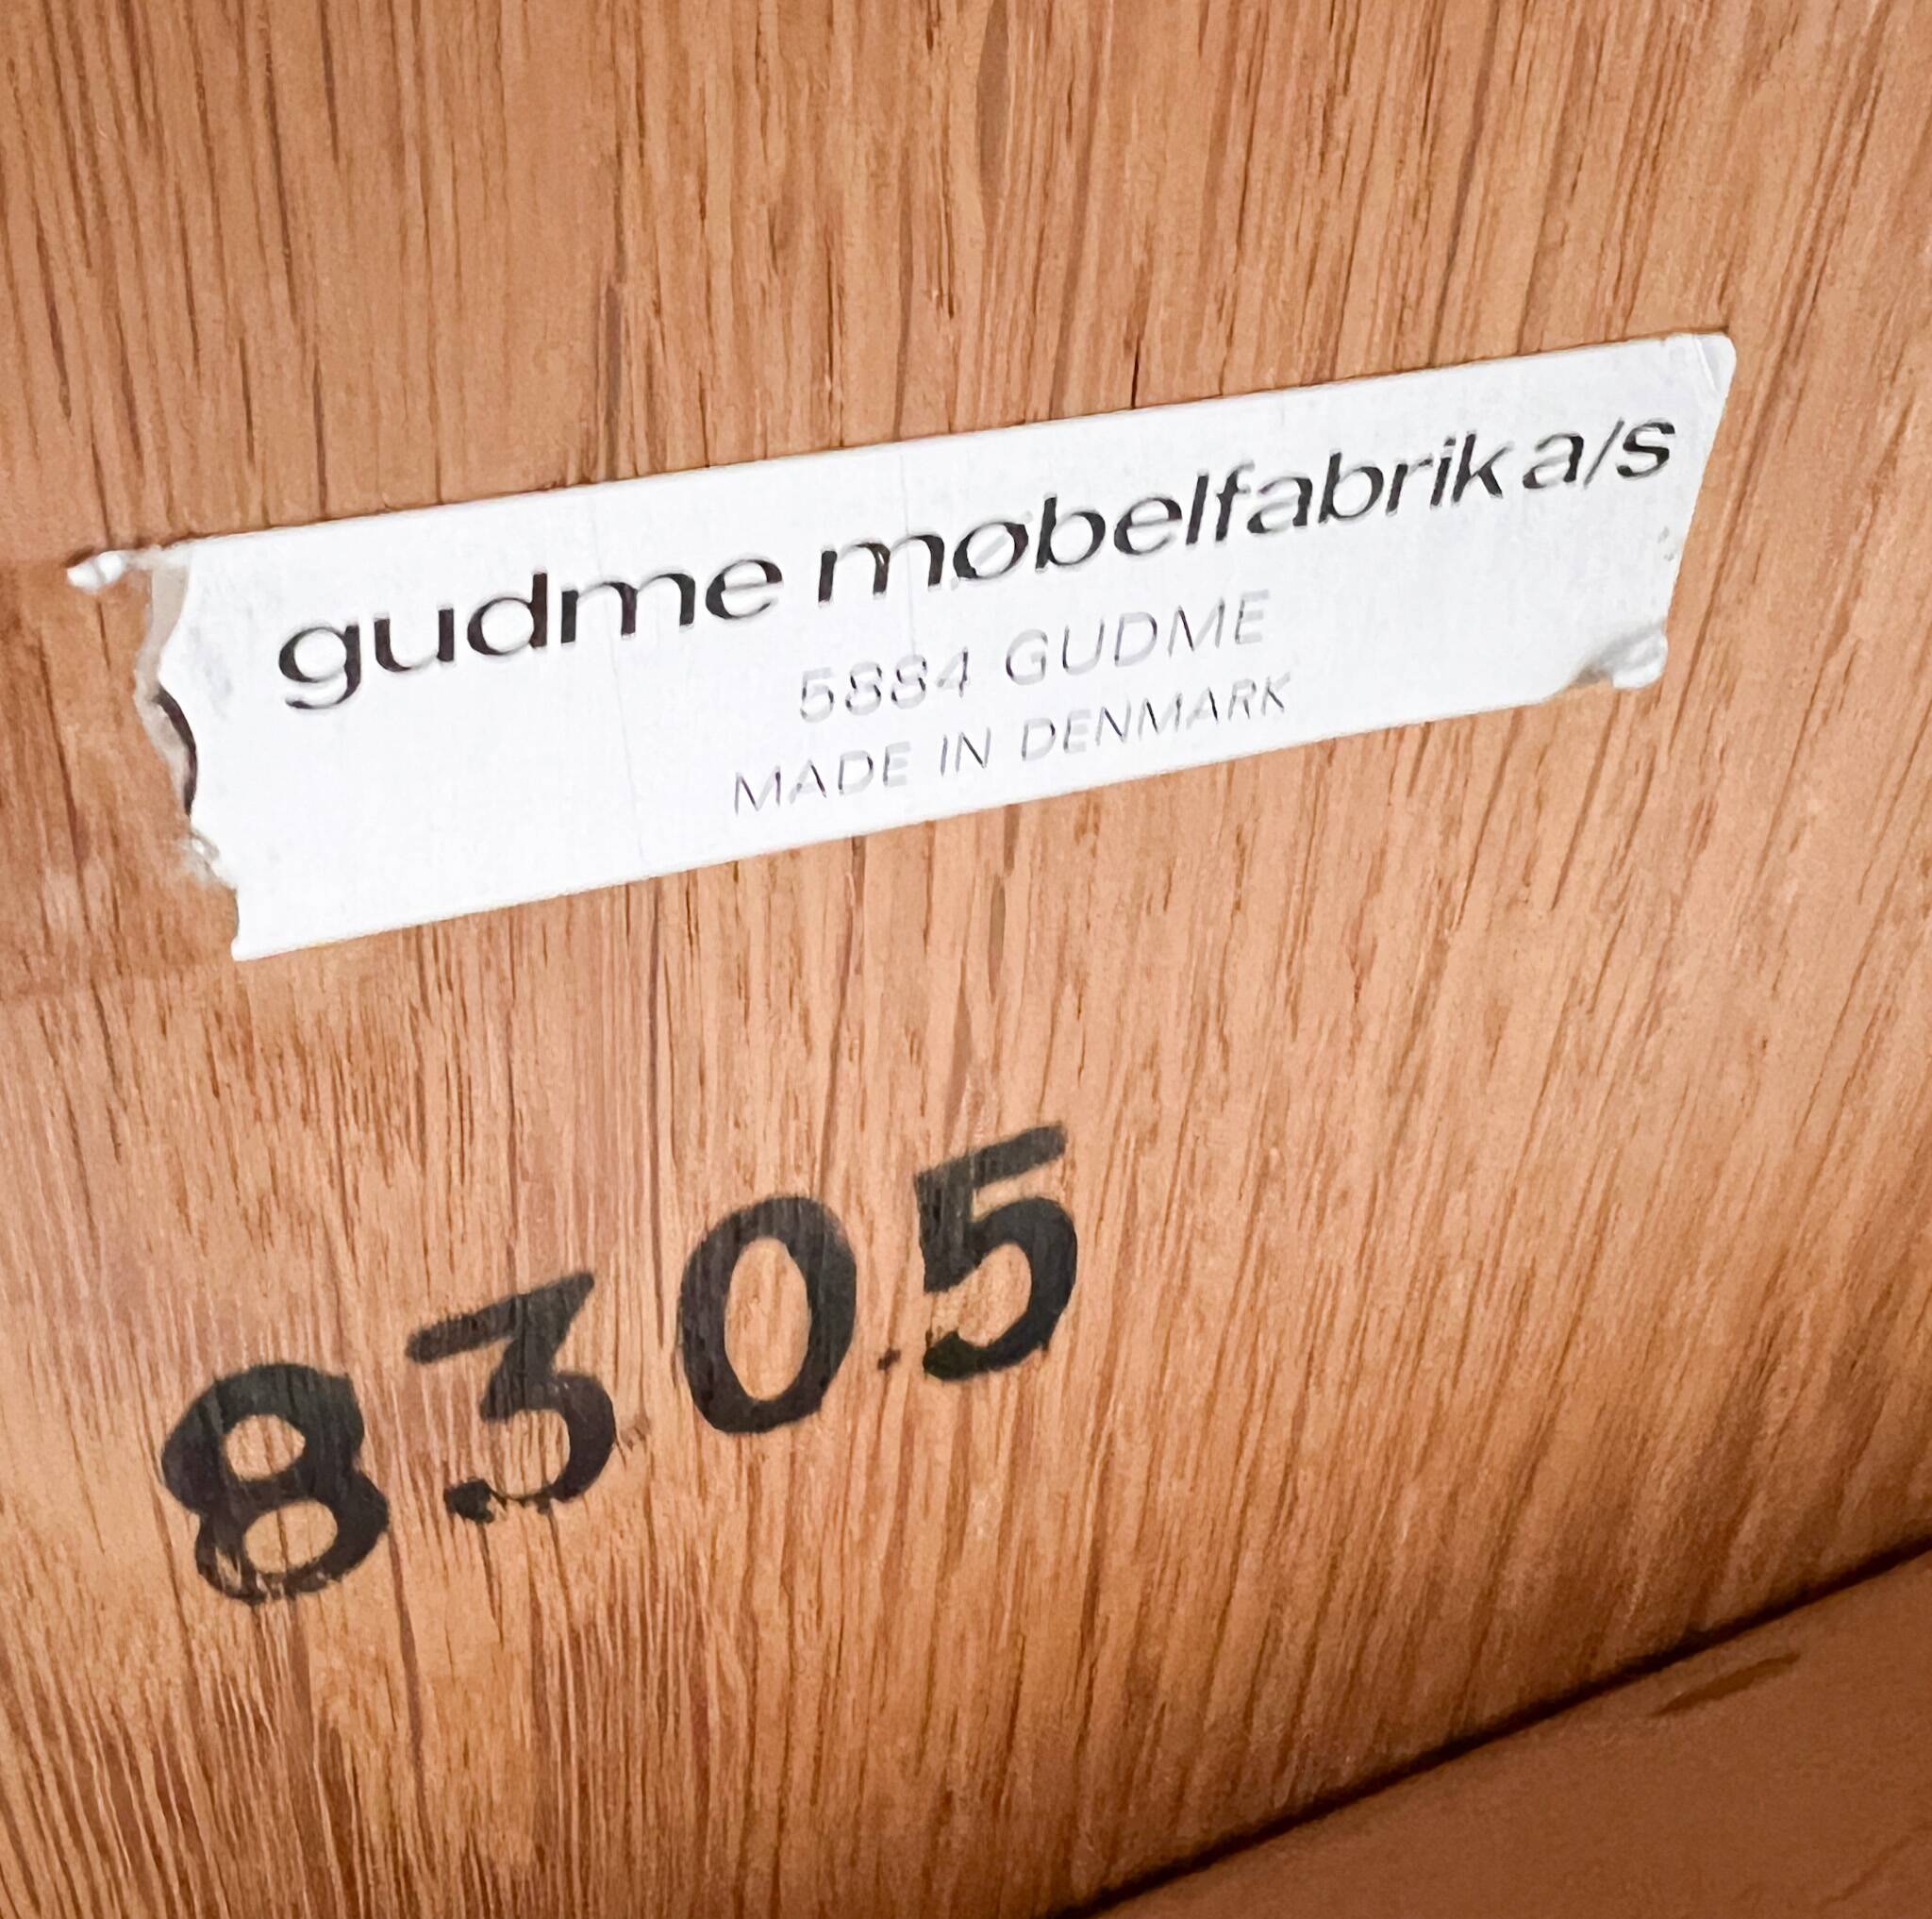 gudme møbelfabrik a/s
5884 GUDME
MADE IN DENMARK
8305